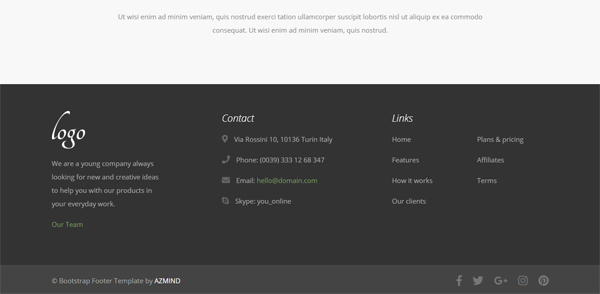 Ut wisi enim ad minim veniam, quis nostrud exerci tation ullamcorper suscipit lobortis nisl ut aliquip ex ea commodo
consequat. Ut wisi enim ad minim veniam, quis nostrud.
logo
We are a young company always
looking for new and creative ideas
to help you with our products in
your everyday work.
Our Team
Contact
Via Rossini 10, 10136 Turin Italy
Phone: (0039) 333 12 68 347
Email: hello@domain.com
Skype: you_online
Links
Home
Features
How it works
Our clients
Plans & pricing
Affiliates
Terms
© Bootstrap Footer Template by AZMIND